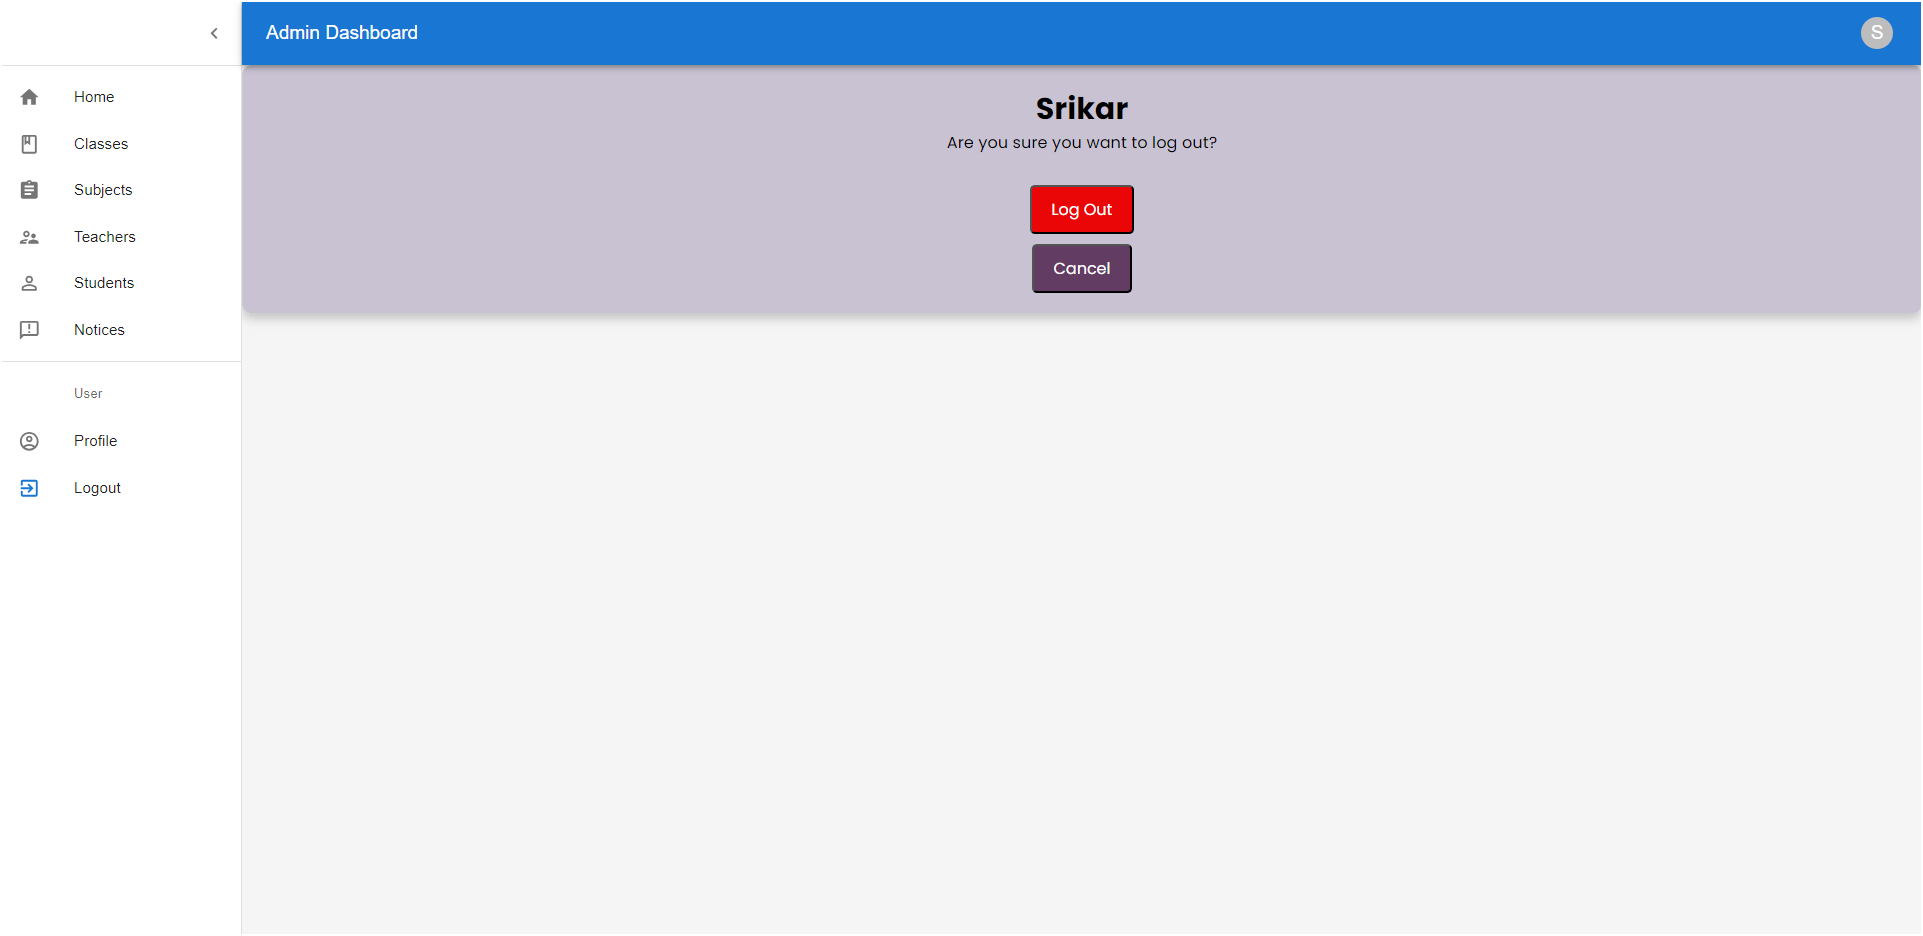 Admin Dashboard
S
Home
Classes
Subjects
Teachers
Students
Notices
User
Profile
Logout
Srikar
Are you sure you want to log out?
Log Out
Cancel